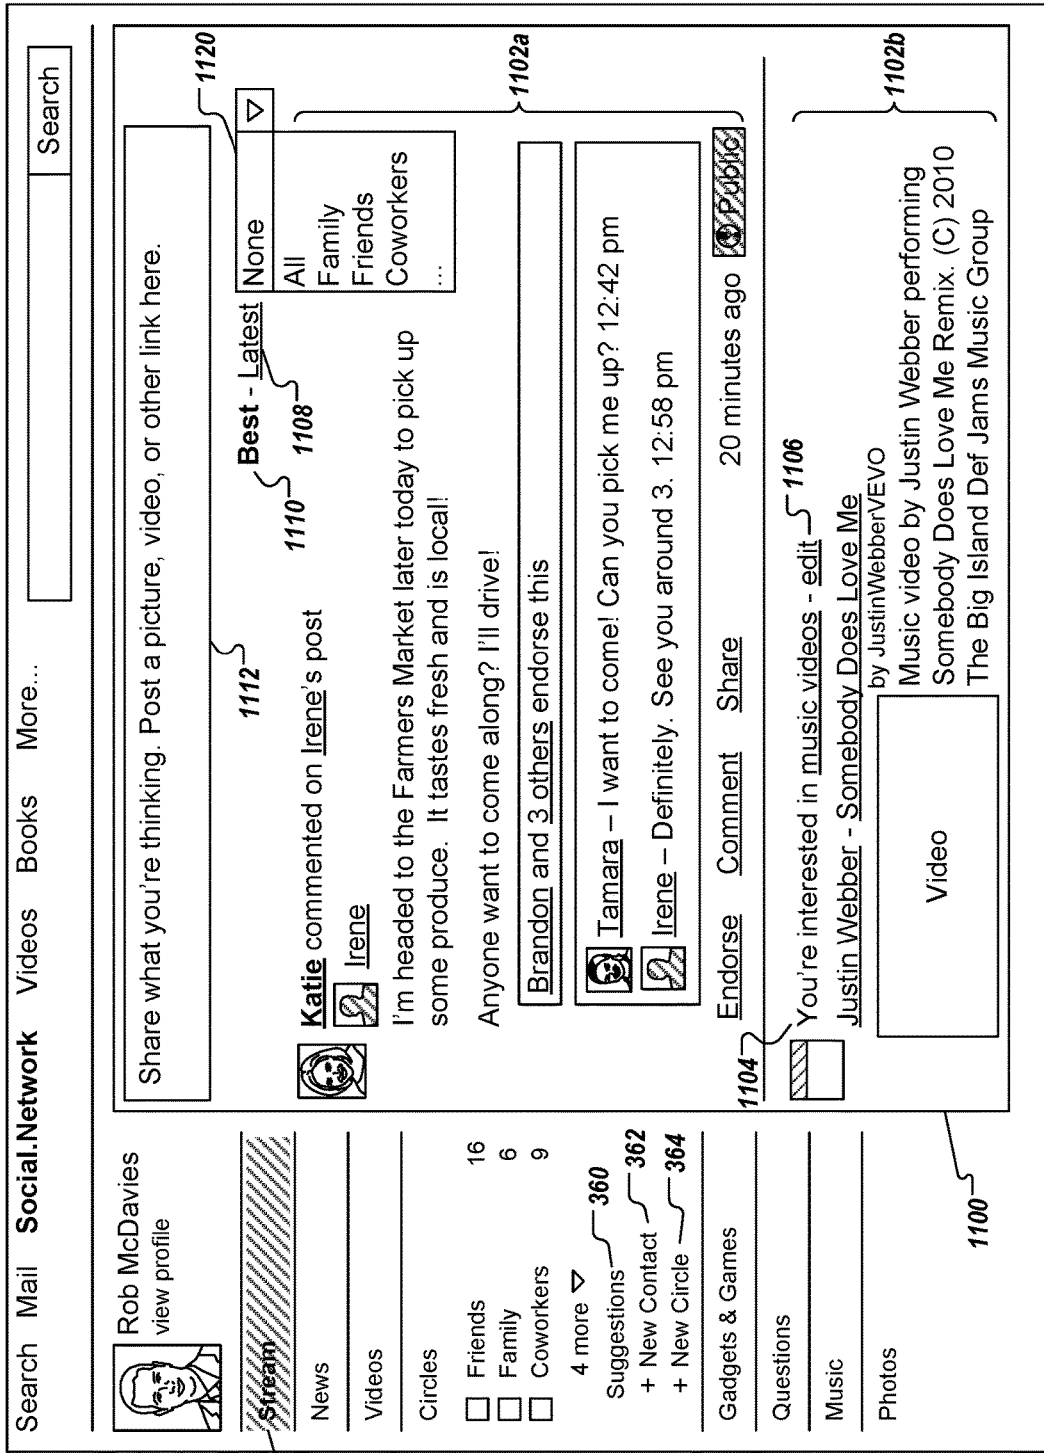 Search Mail Social.Network Videos Books More... Search
Rob McDavies
view profile
Stream
News
Videos
Circles
Friends 16
Family 6
Coworkers 9
4 more
Suggestions 360
+ New Contact 362
+ New Circle 364
Gadgets & Games
Questions
Music
Photos
1100
Share what you're thinking. Post a picture, video, or other link here.
1112
1110
Best - Latest
1108
None
All
Family
Friends
Coworkers
...
1120
Katie commented on Irene's post
Irene
I'm headed to the Farmers Market later today to pick up
some produce. It tastes fresh and is local!
Anyone want to come along? I'll drive!
Brandon and 3 others endorse this
Tamara – I want to come! Can you pick me up? 12:42 pm
Irene – Definitely. See you around 3. 12:58 pm
Endorse Comment Share 20 minutes ago Public
1102a
1104
You're interested in music videos - edit
1106
Justin Webber - Somebody Does Love Me
by JustinWebberVEVO
Music video by Justin Webber performing
Somebody Does Love Me Remix. (C) 2010
The Big Island Def Jams Music Group
Video
1102b